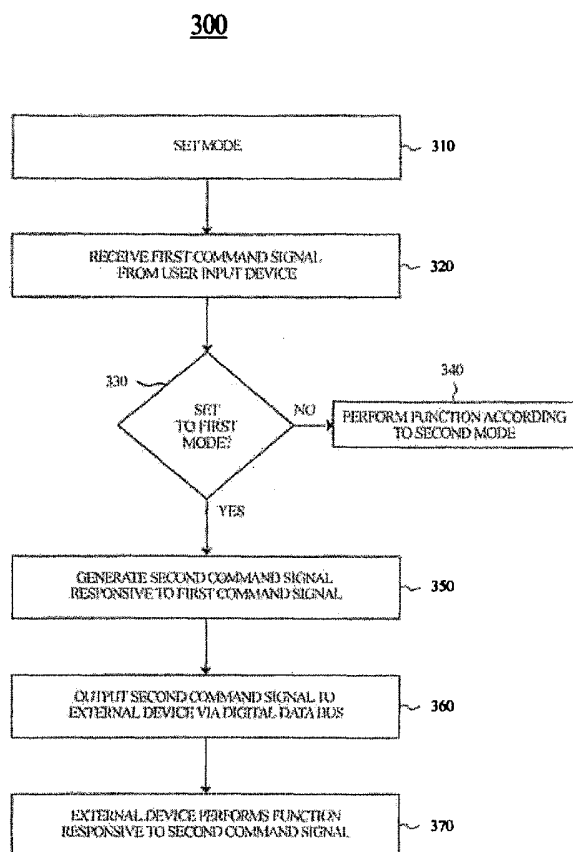 300
SET MODE
310
RECEIVE FIRST COMMAND SIGNAL
FROM USER INPUT DEVICE
320
330
SET
TO FIRST
MODE?
NO
340
PERFORM FUNCTION ACCORDING
TO SECOND MODE
YES
GENERATE SECOND COMMAND SIGNAL
RESPONSIVE TO FIRST COMMAND SIGNAL
350
OUTPUT SECOND COMMAND SIGNAL TO
EXTERNAL DEVICE VIA DIGITAL DATA BUS
360
EXTERNAL DEVICE PERFORMS FUNCTION
RESPONSIVE TO SECOND COMMAND SIGNAL
370